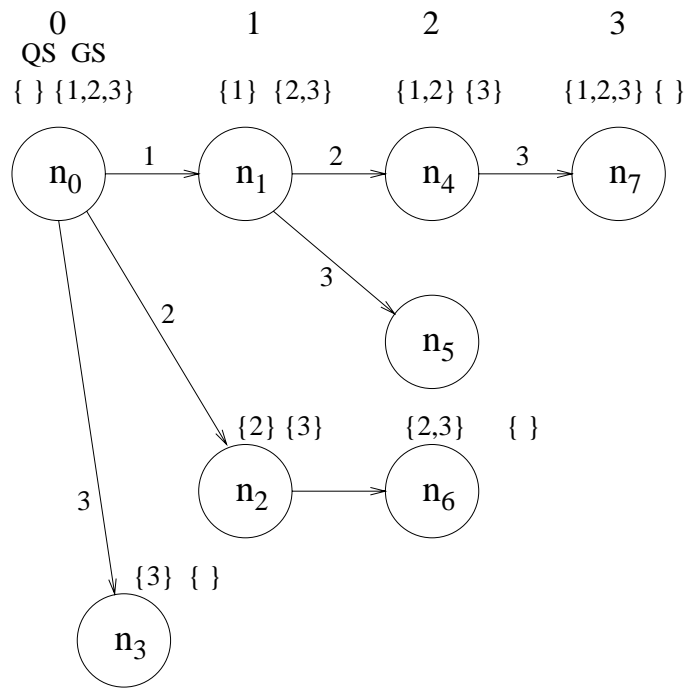 0 1 2 3
QS GS
{ } {1,2,3} {1} {2,3} {1,2} {3} {1,2,3} { }
n0 1 n1 2 n4 3 n7
3
2
n5
{2} {3} {2,3} { }
n2 n6
3
{3} { }
n3